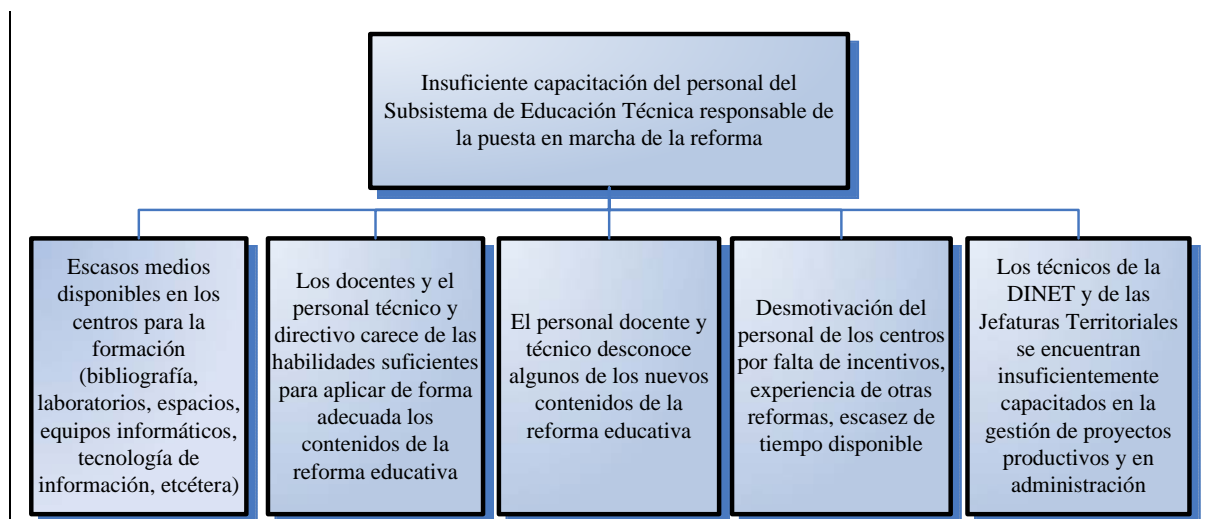 Insuficiente capacitación del personal del
Subsistema de Educación Técnica responsable de
la puesta en marcha de la reforma
Escasos medios
disponibles en los
centros para la
formación
(bibliografía,
laboratorios, espacios,
equipos informáticos,
tecnología de
información, etcétera)
Los docentes y el
personal técnico y
directivo carece de las
habilidades suficientes
para aplicar de forma
adecuada los
contenidos de la
reforma educativa
El personal docente y
técnico desconoce
algunos de los nuevos
contenidos de la
reforma educativa
Desmotivación del
personal de los centros
por falta de incentivos,
experiencia de otras
reformas, escasez de
tiempo disponible
Los técnicos de la
DINET y de las
Jefaturas Territoriales
se encuentran
insuficientemente
capacitados en la
gestión de proyectos
productivos y en
administración